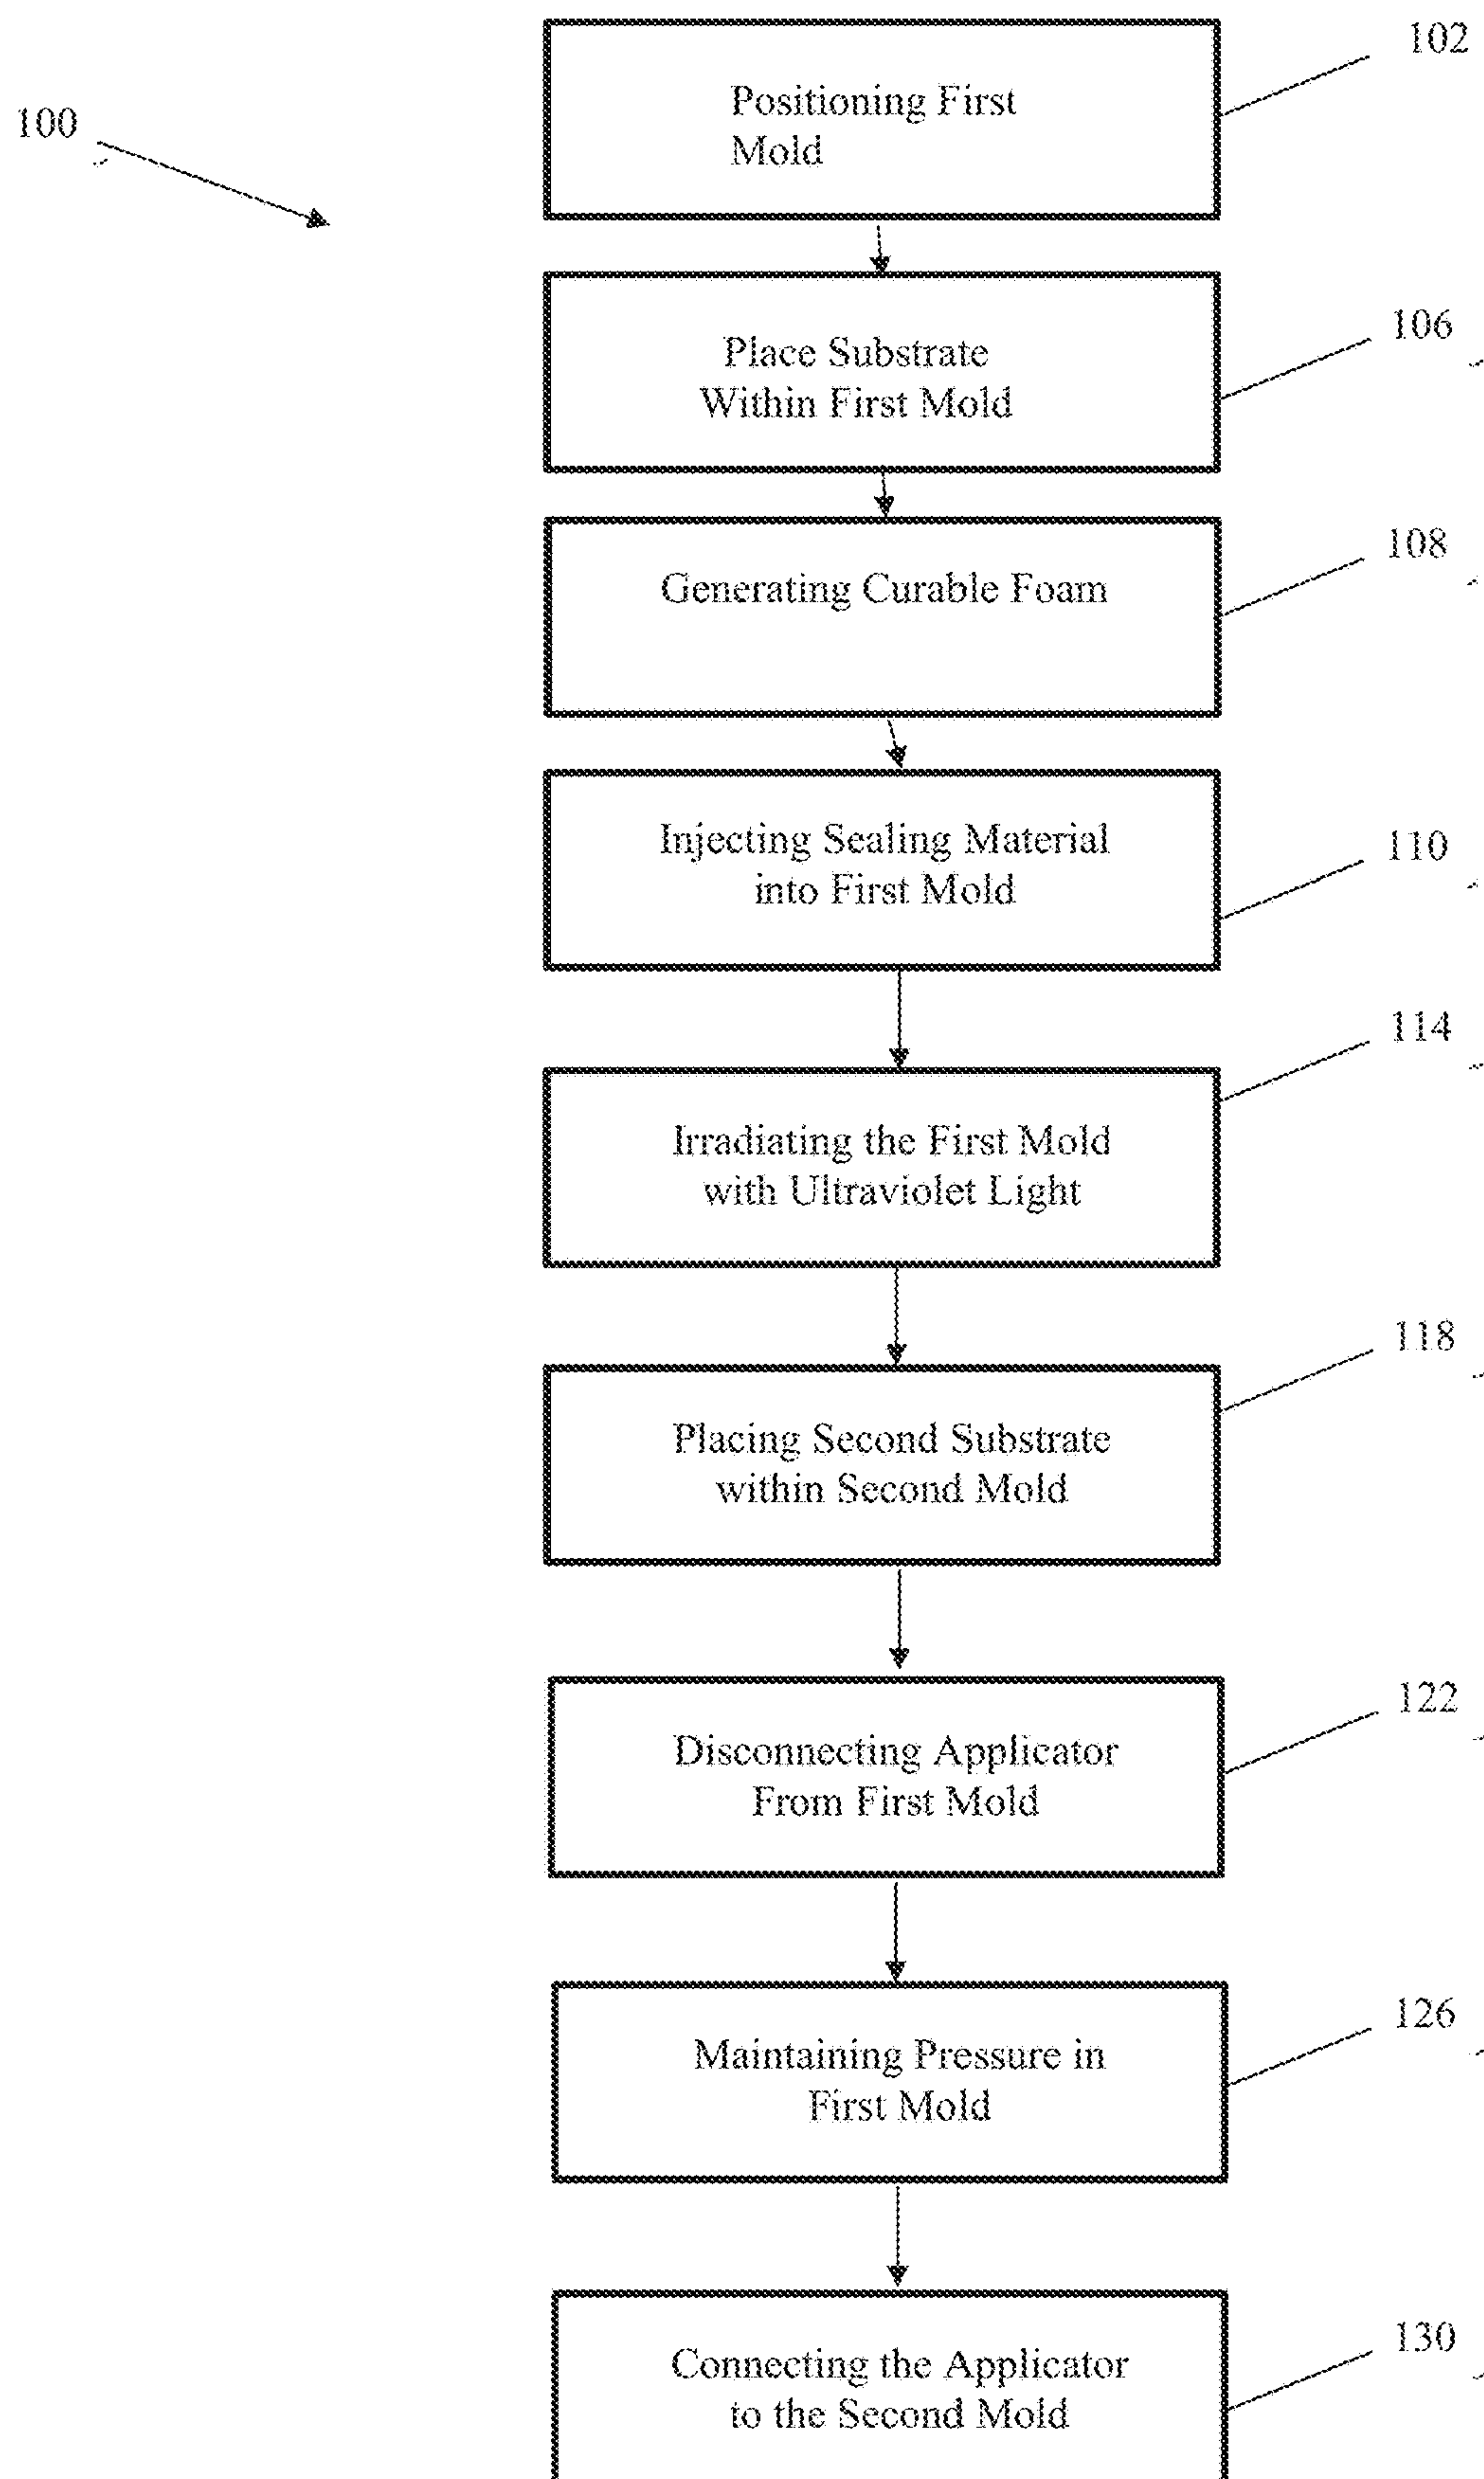 102
100
Positioning First
Mold
106
Place Substrate
Within First Mold
108
Generating Curable Foam
110
Injecting Sealing Material
into First Mold
114
Irradiating the First Mold
with Ultraviolet Light
118
Placing Second Substrate
within Second Mold
122
Disconnecting Applicator
From First Mold
126
Maintaining Pressure in
First Mold
130
Connecting the Applicator
to the Second Mold